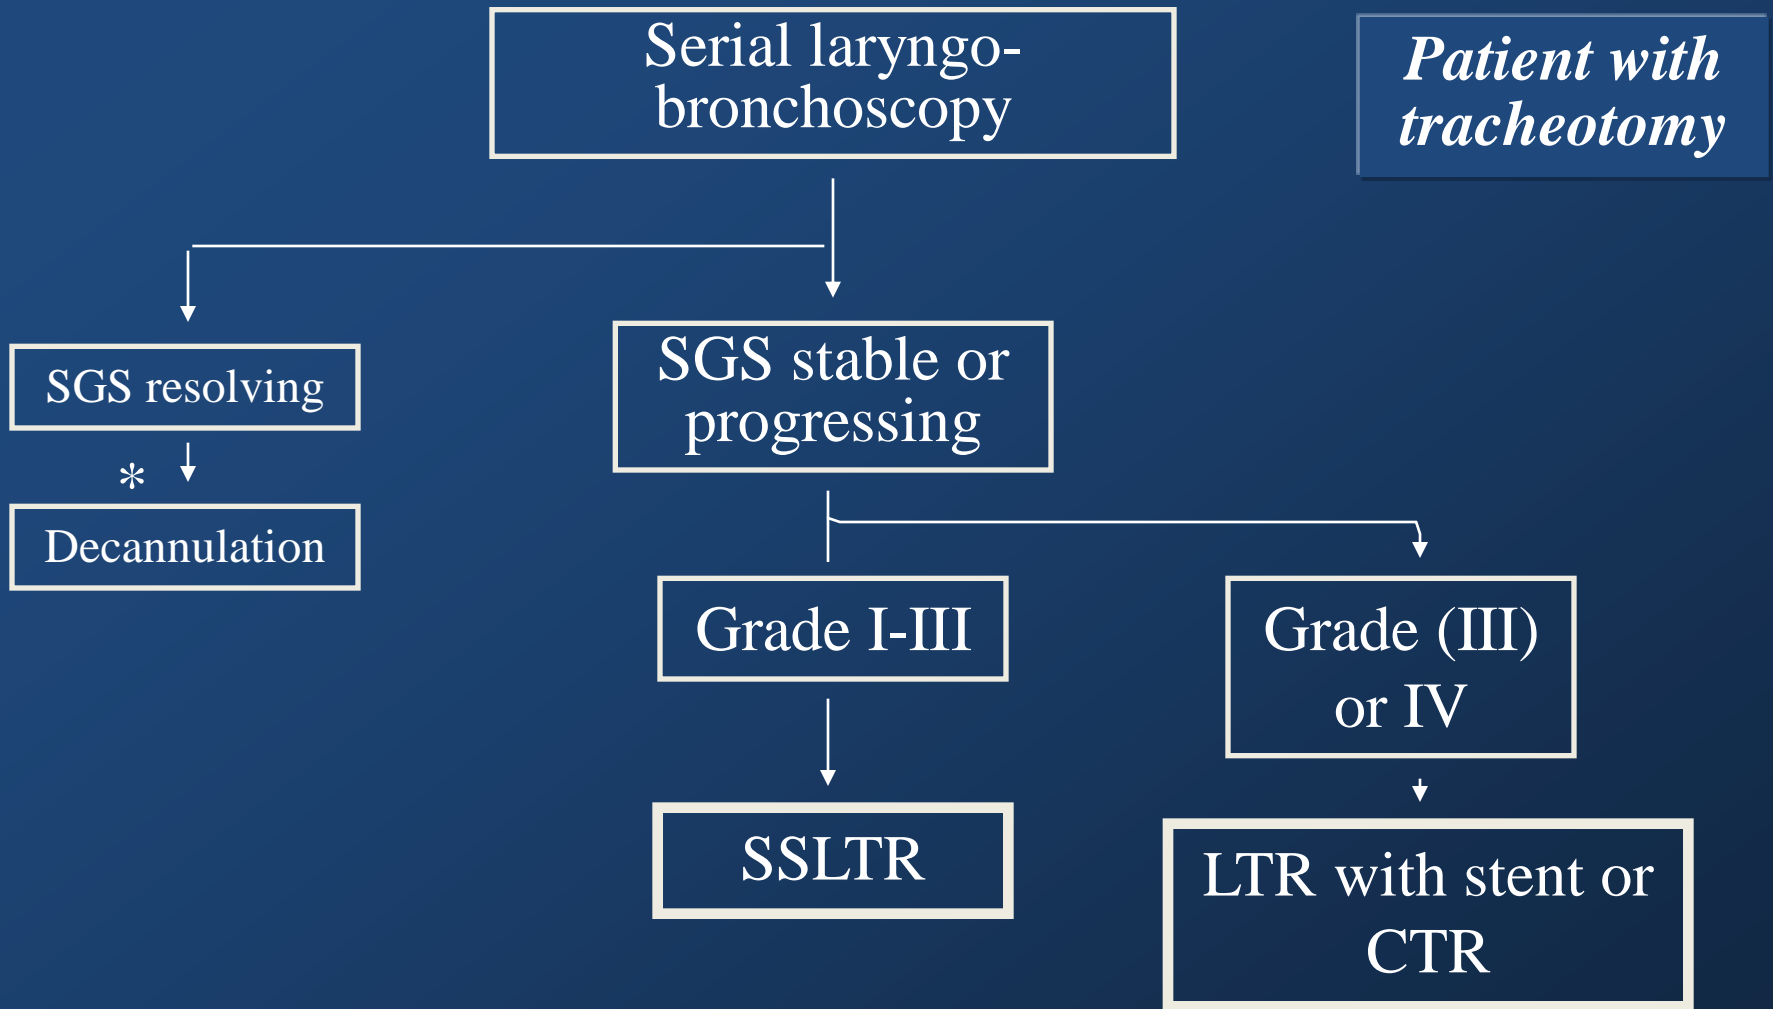 Serial laryngo-
bronchoscopy
Patient with
tracheotomy
SGS resolving
*
Decannulation
SGS stable or
progressing
Grade I-III
SSLTR
Grade (III)
or IV
LTR with stent or
CTR